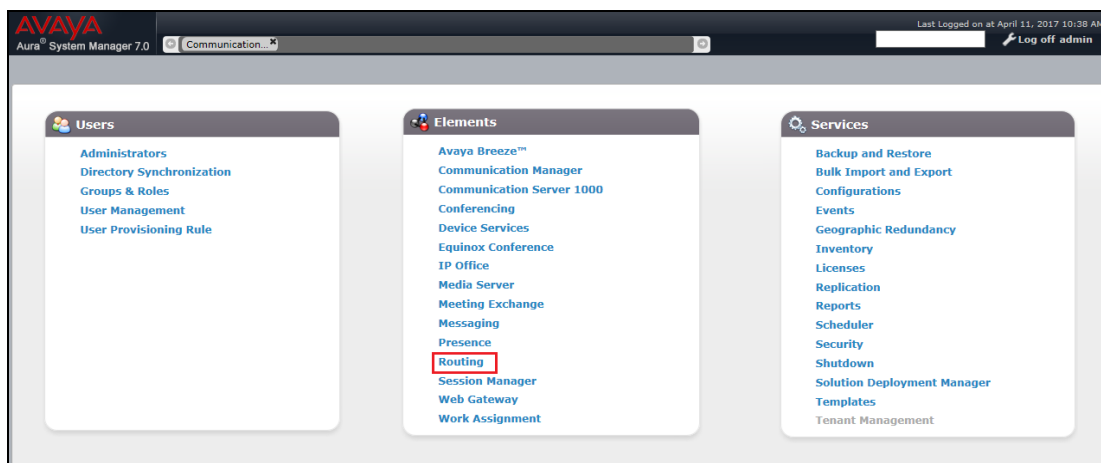 AVAYA
Last Logged on at April 11, 2017 10:38 AM
Aura® System Manager 7.0
Communication...
Log off admin
Users
Administrators
Directory Synchronization
Groups & Roles
User Management
User Provisioning Rule
Elements
Avaya Breeze™
Communication Manager
Communication Server 1000
Conferencing
Device Services
Equinox Conference
IP Office
Media Server
Meeting Exchange
Messaging
Presence
Routing
Session Manager
Web Gateway
Work Assignment
Services
Backup and Restore
Bulk Import and Export
Configurations
Events
Geographic Redundancy
Inventory
Licenses
Replication
Reports
Scheduler
Security
Shutdown
Solution Deployment Manager
Templates
Tenant Management